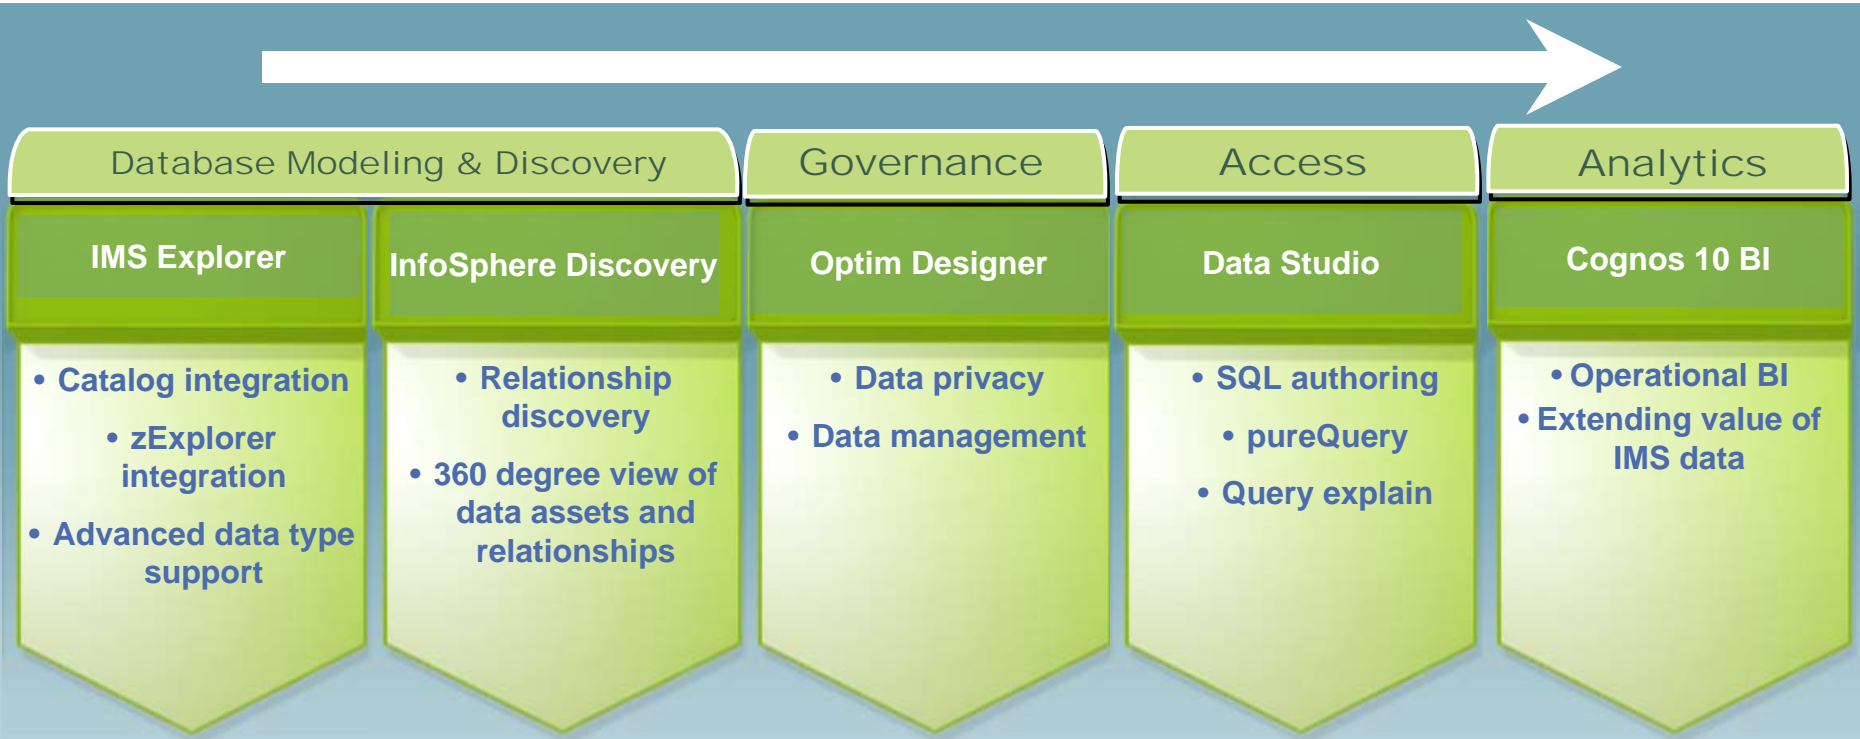 Database Modeling & Discovery
Governance
Access
Analytics
IMS Explorer
InfoSphere Discovery
Optim Designer
Data Studio
Cognos 10 BI
• Catalog integration
• zExplorer
integration
• Advanced data type
support
• Relationship
discovery
• 360 degree view of
data assets and
relationships
• Data privacy
• Data management
• SQL authoring
• pureQuery
• Query explain
• Operational BI
• Extending value of
IMS data